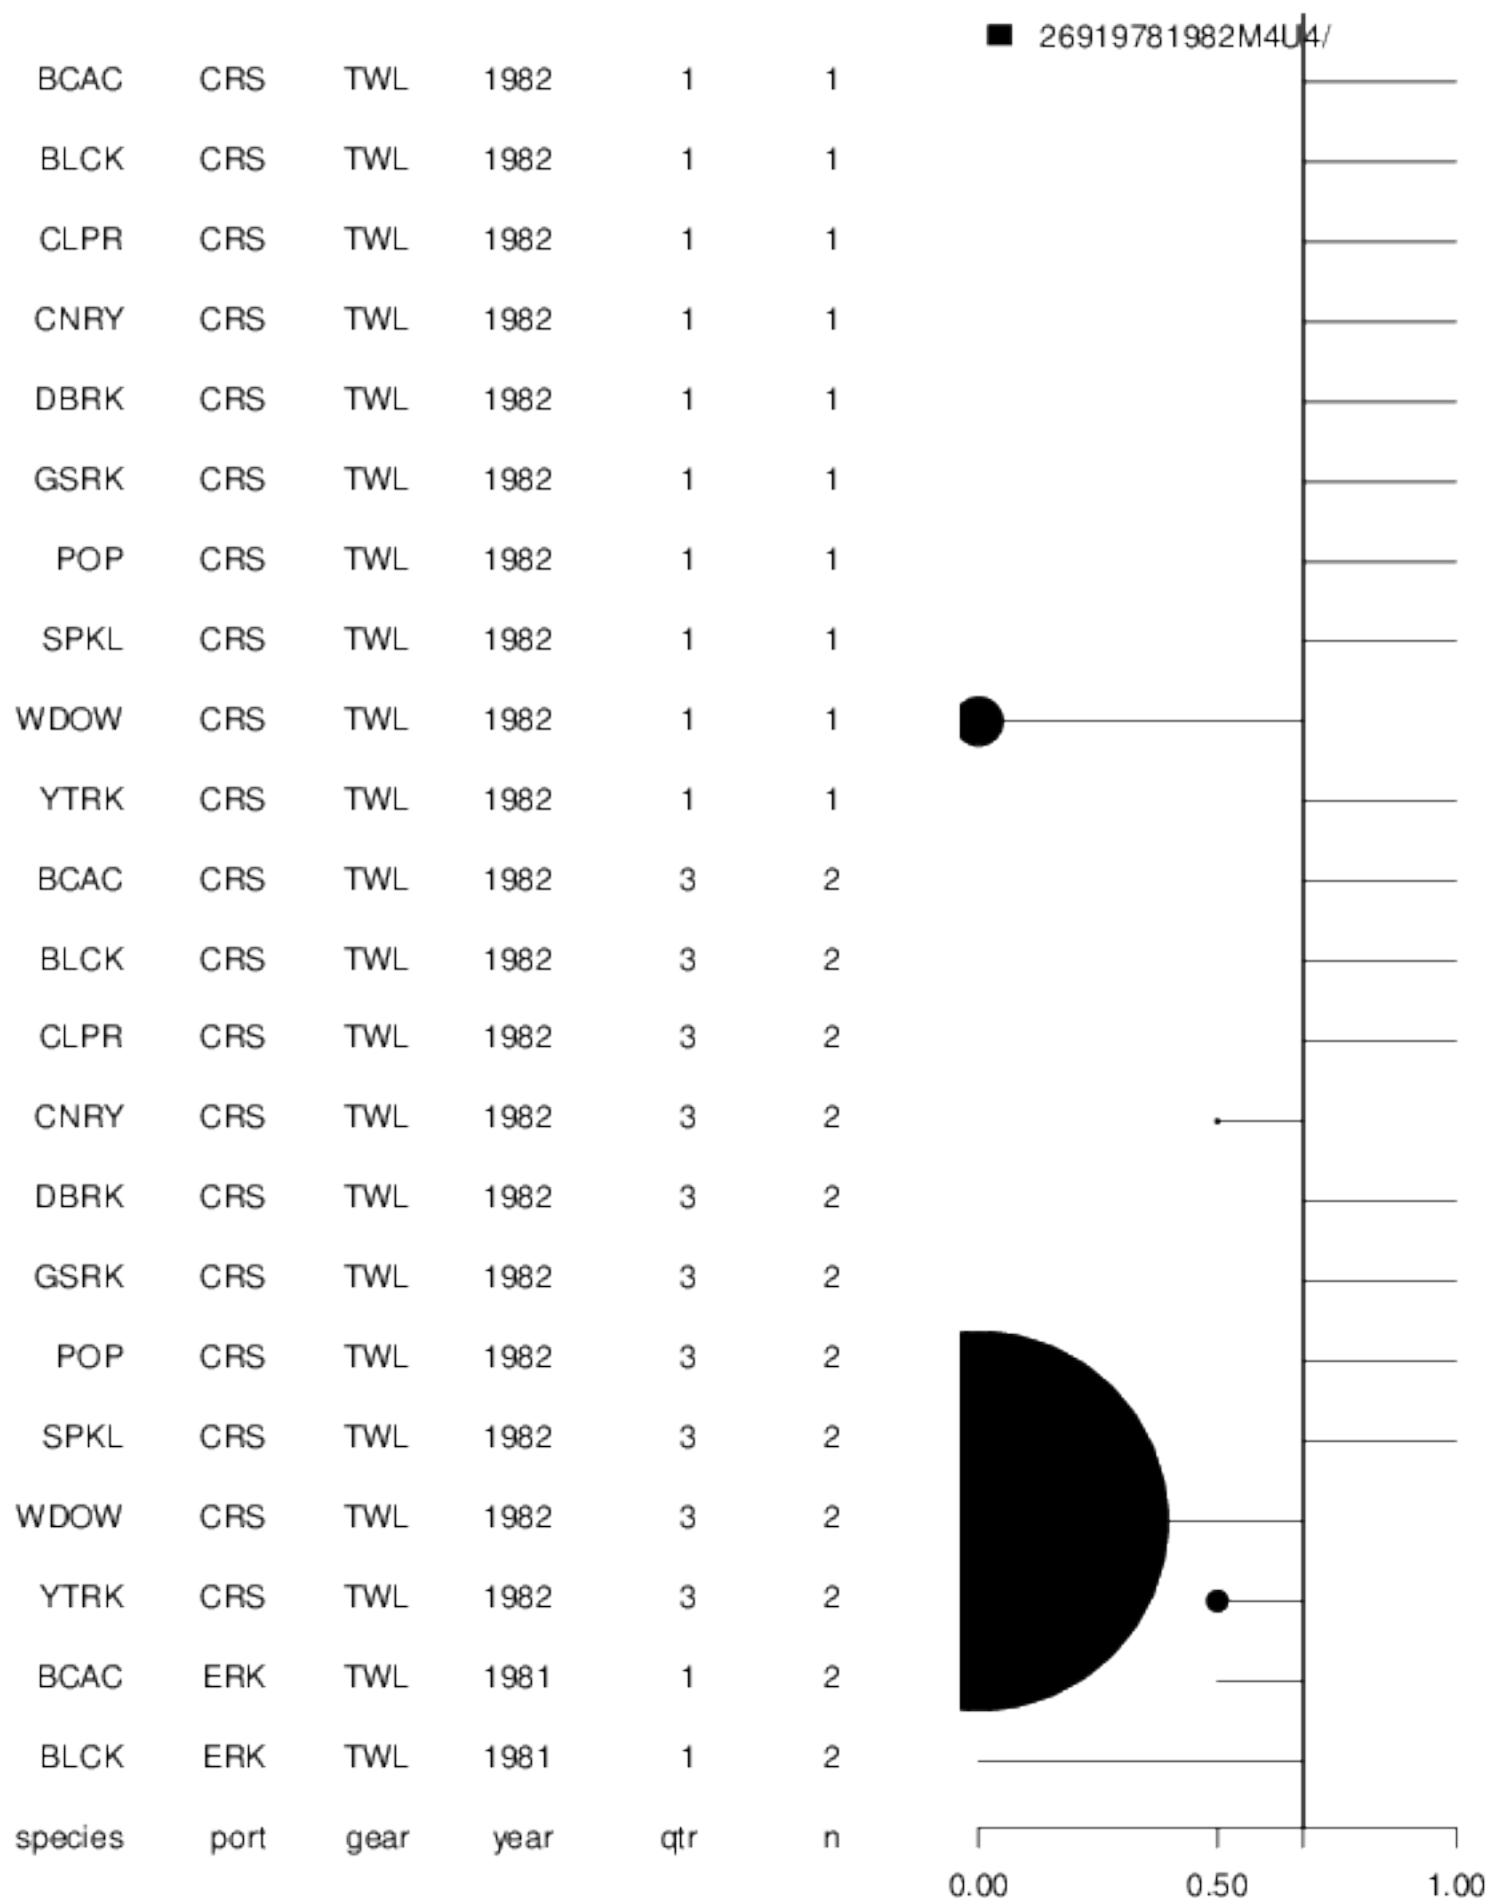 26919781982M4U4/
BCAC CRS TWL 1982 1 1
BLCK CRS TWL 1982 1 1
CLPR CRS TWL 1982 1 1
CNRY CRS TWL 1982 1 1
DBRK CRS TWL 1982 1 1
GSRK CRS TWL 1982 1 1
POP CRS TWL 1982 1 1
SPKL CRS TWL 1982 1 1
WDOW CRS TWL 1982 1 1
YTRK CRS TWL 1982 1 1
BCAC CRS TWL 1982 3 2
BLCK CRS TWL 1982 3 2
CLPR CRS TWL 1982 3 2
CNRY CRS TWL 1982 3 2
DBRK CRS TWL 1982 3 2
GSRK CRS TWL 1982 3 2
POP CRS TWL 1982 3 2
SPKL CRS TWL 1982 3 2
WDOW CRS TWL 1982 3 2
YTRK CRS TWL 1982 3 2
BCAC ERK TWL 1981 1 2
BLCK ERK TWL 1981 1 2
species port gear year qtr n
0.00 0.50 1.00